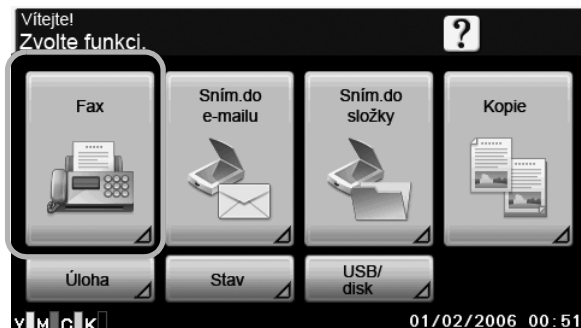 Vítejte!
Zvolte funkci.
?
Fax
Sním.do
e-mailu
Sním.do
složky
Kopie
Úloha
Stav
USB/
disk
Y M C K
01/02/2006 00:51